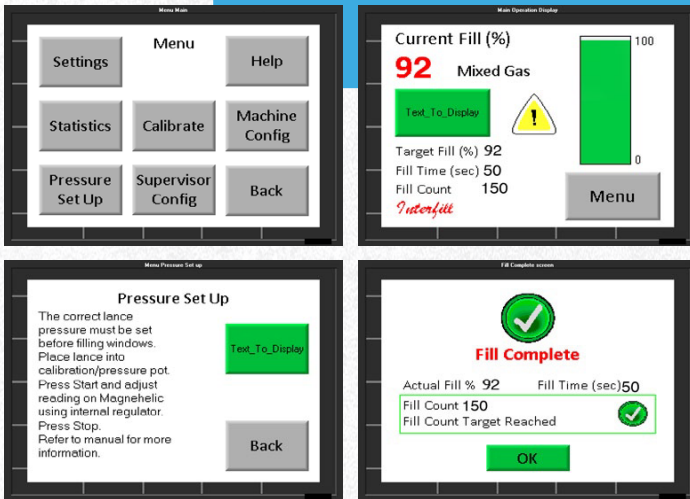 Menu Main
Menu
Settings
Help
Statistics
Calibrate
Machine
Config
Pressure
Set Up
Supervisor
Config
Back
Main Operation Display
Current Fill (%)
92 Mixed Gas
100
Text_To_Display
!
Target Fill (%) 92
Fill Time (sec) 50
Fill Count 150
0
Interfill
Menu
Menu Pressure Set up
Pressure Set Up
The correct lance
pressure must be set
before filling windows.
Place lance into
calibration/pressure pot.
Press Start and adjust
reading on Magnehelic
using internal regulator.
Press Stop.
Refer to manual for more
information.
Text_To_Display
Back
Fill Complete screen
Fill Complete
Actual Fill % 92 Fill Time (sec)50
Fill Count 150
Fill Count Target Reached
OK